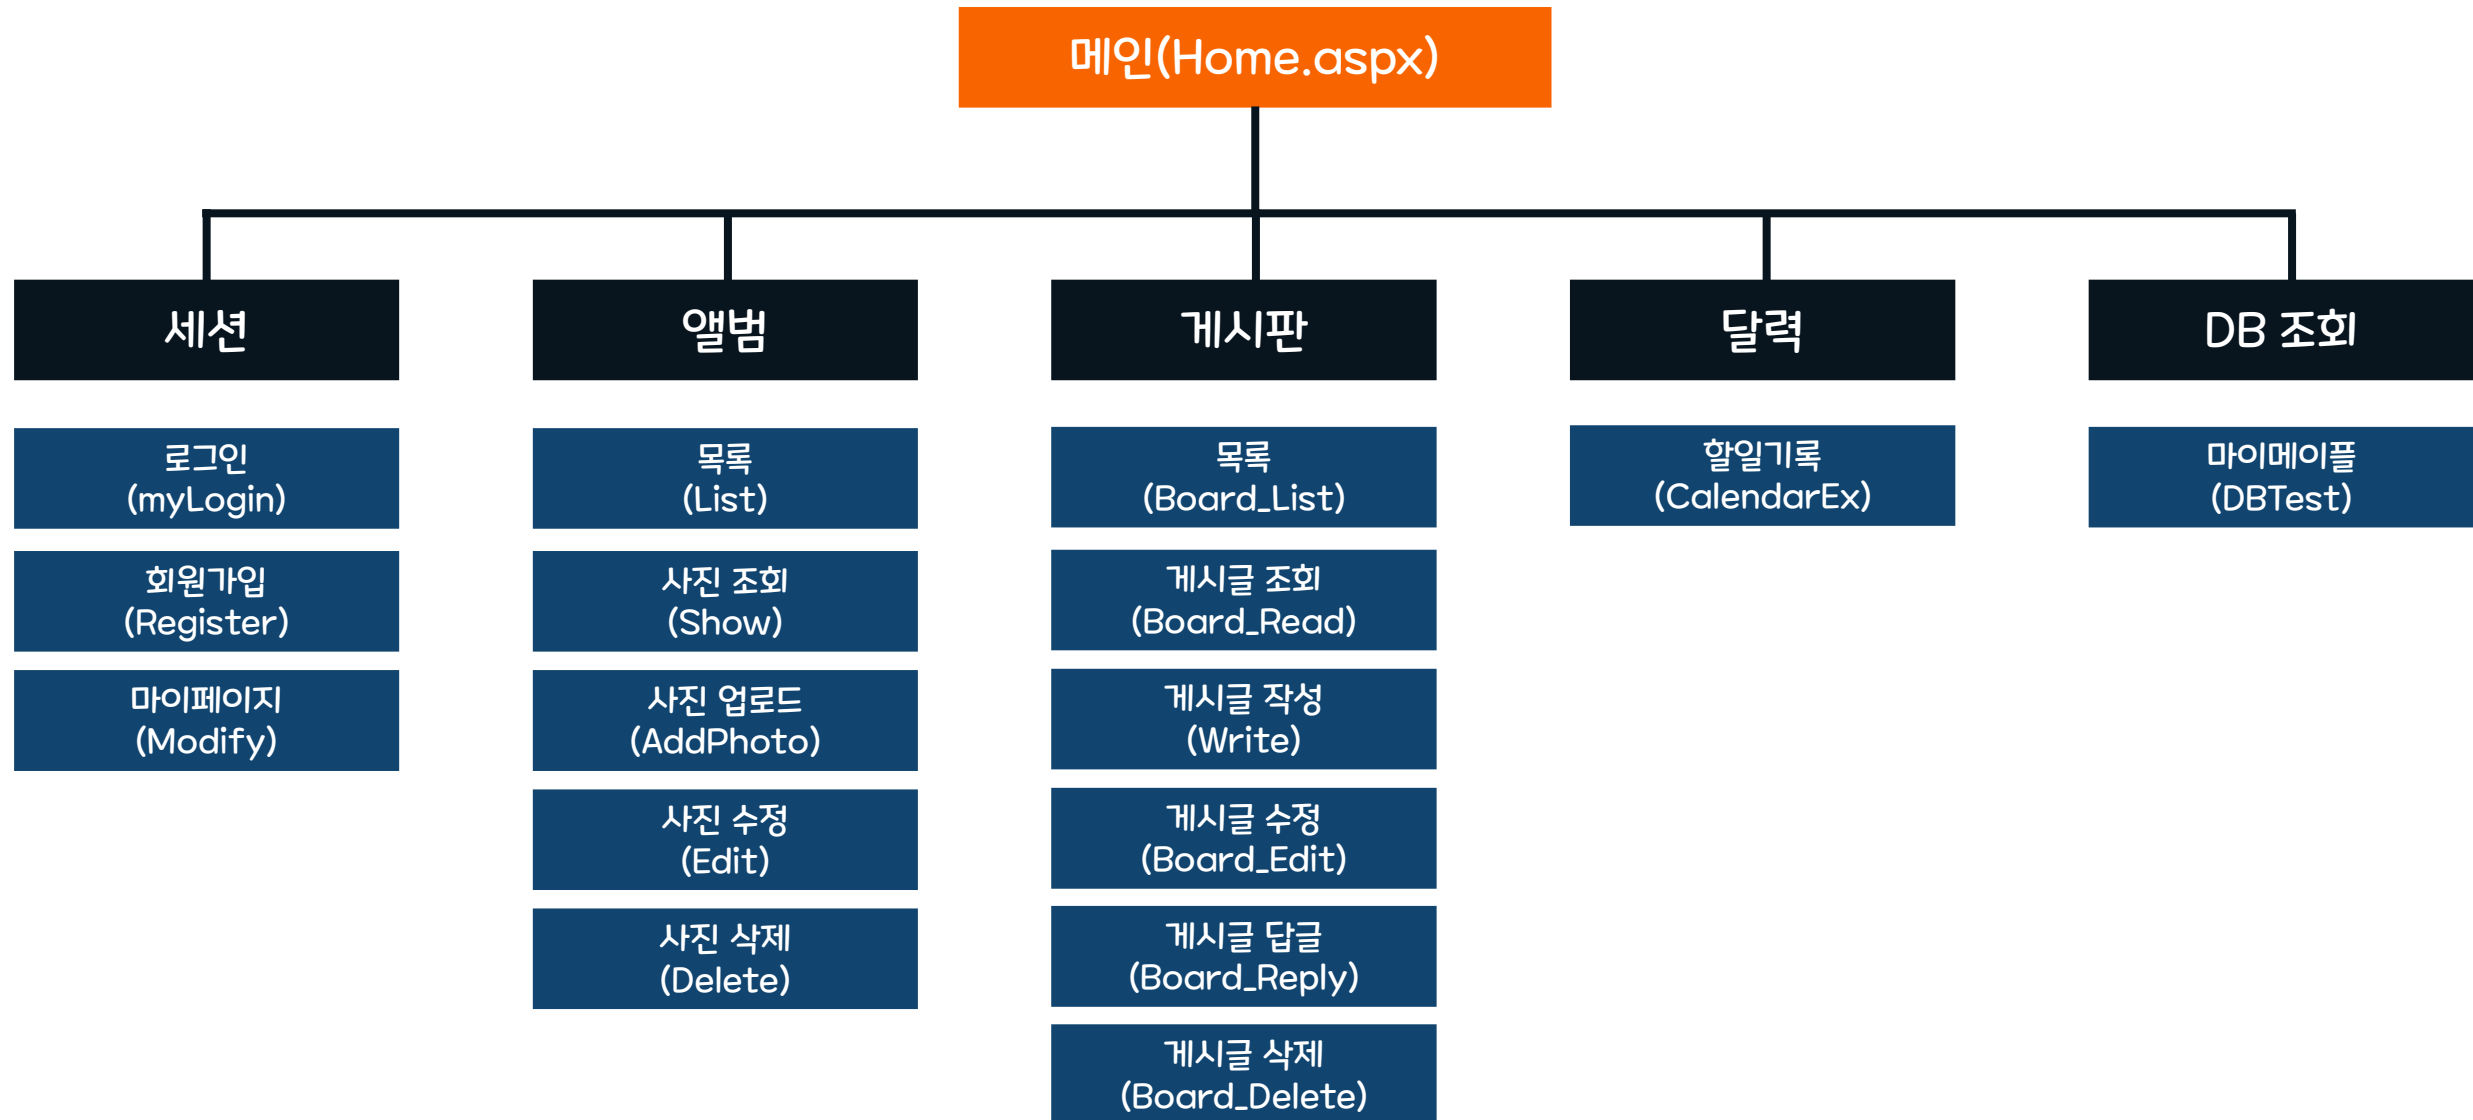 메인(Home.aspx)
세션
앨범
게시판
달력
DB 조회
로그인
(myLogin)
회원가입
(Register)
마이페이지
(Modify)
목록
(List)
사진 조회
(Show)
사진 업로드
(AddPhoto)
사진 수정
(Edit)
사진 삭제
(Delete)
목록
(Board_List)
게시글 조회
(Board_Read)
게시글 작성
(Write)
게시글 수정
(Board_Edit)
게시글 답글
(Board_Reply)
게시글 삭제
(Board_Delete)
할일기록
(CalendarEx)
마이메이플
(DBTest)